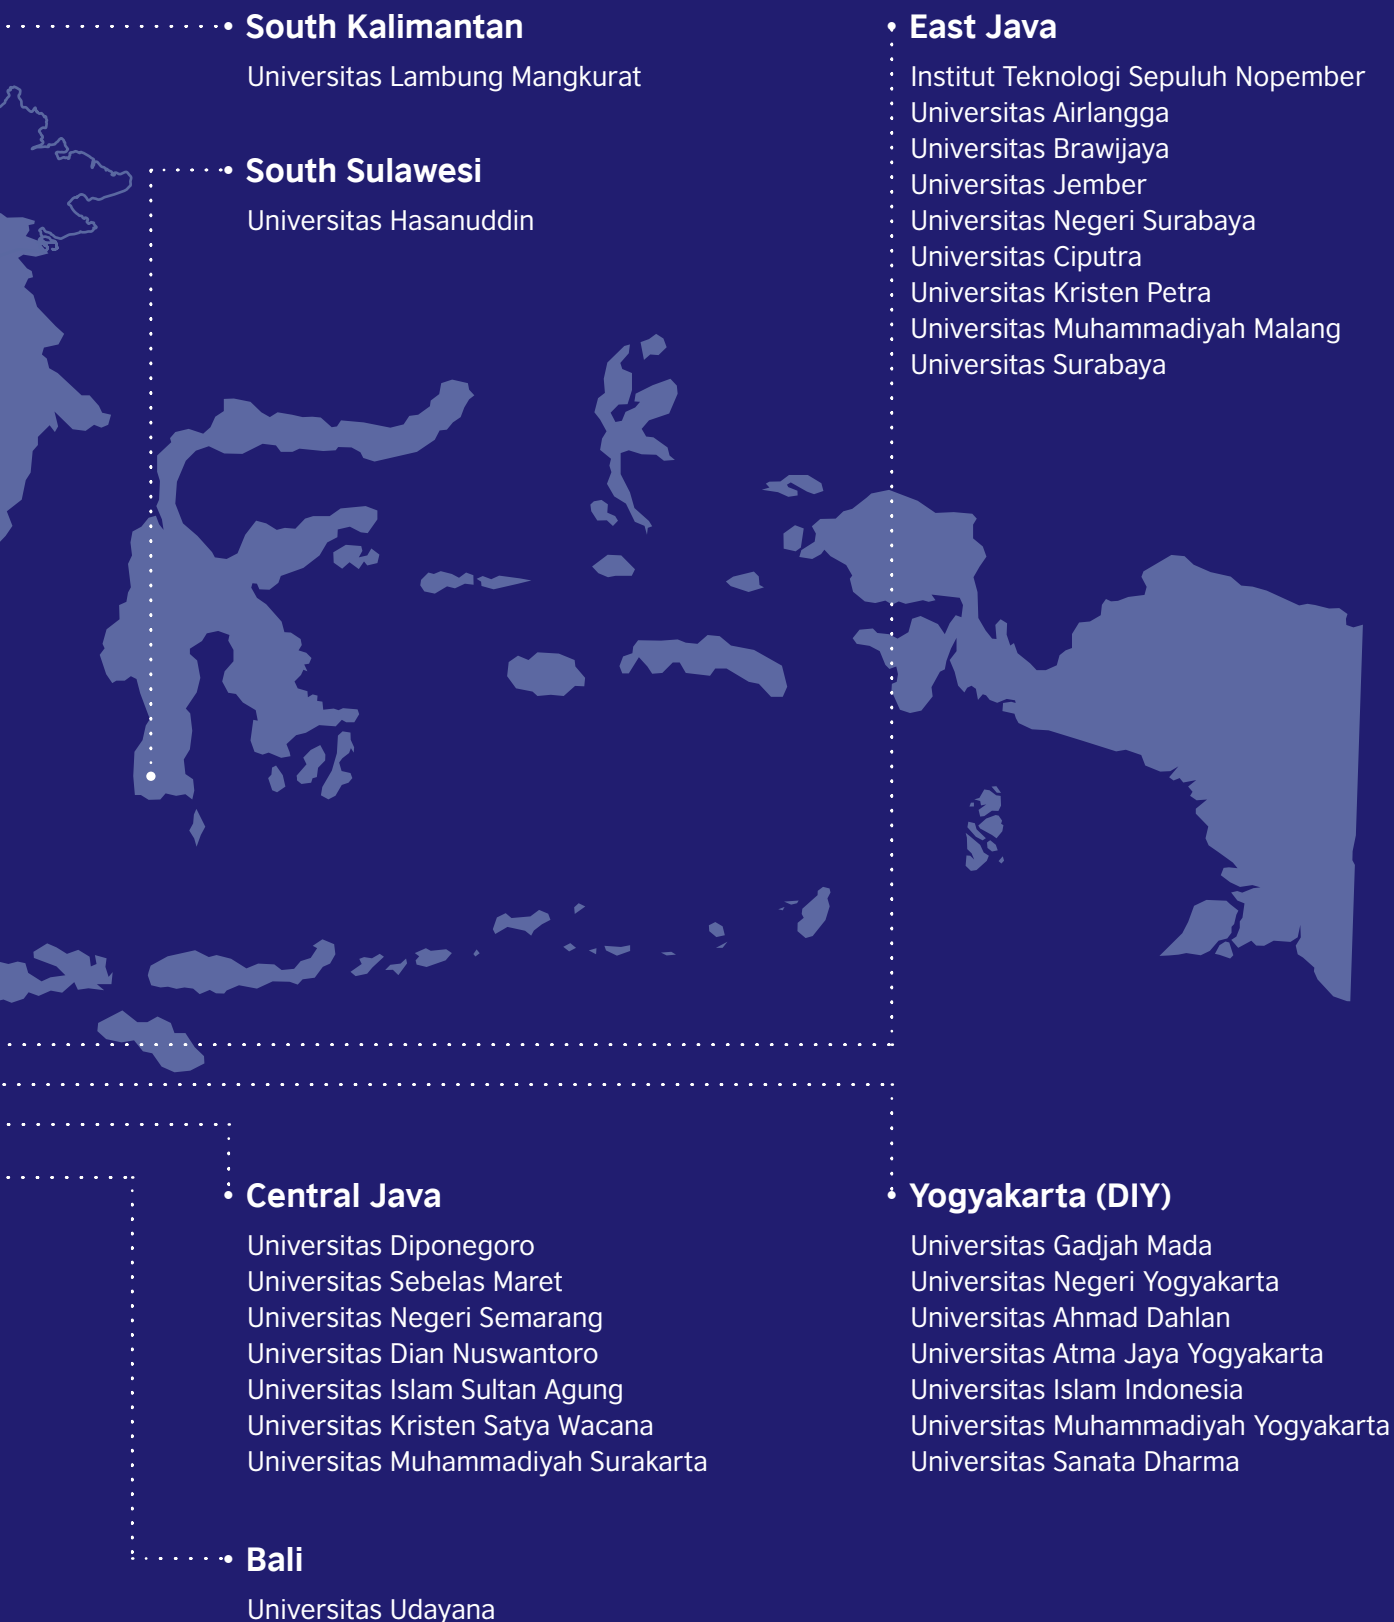 South Kalimantan
Universitas Lambung Mangkurat
South Sulawesi
Universitas Hasanuddin
East Java
Institut Teknologi Sepuluh Nopember
Universitas Airlangga
Universitas Brawijaya
Universitas Jember
Universitas Negeri Surabaya
Universitas Ciputra
Universitas Kristen Petra
Universitas Muhammadiyah Malang
Universitas Surabaya
Central Java
Universitas Diponegoro
Universitas Sebelas Maret
Universitas Negeri Semarang
Universitas Dian Nuswantoro
Universitas Islam Sultan Agung
Universitas Kristen Satya Wacana
Universitas Muhammadiyah Surakarta
Bali
Universitas Udayana
Yogyakarta (DIY)
Universitas Gadjah Mada
Universitas Negeri Yogyakarta
Universitas Ahmad Dahlan
Universitas Atma Jaya Yogyakarta
Universitas Islam Indonesia
Universitas Muhammadiyah Yogyakarta
Universitas Sanata Dharma